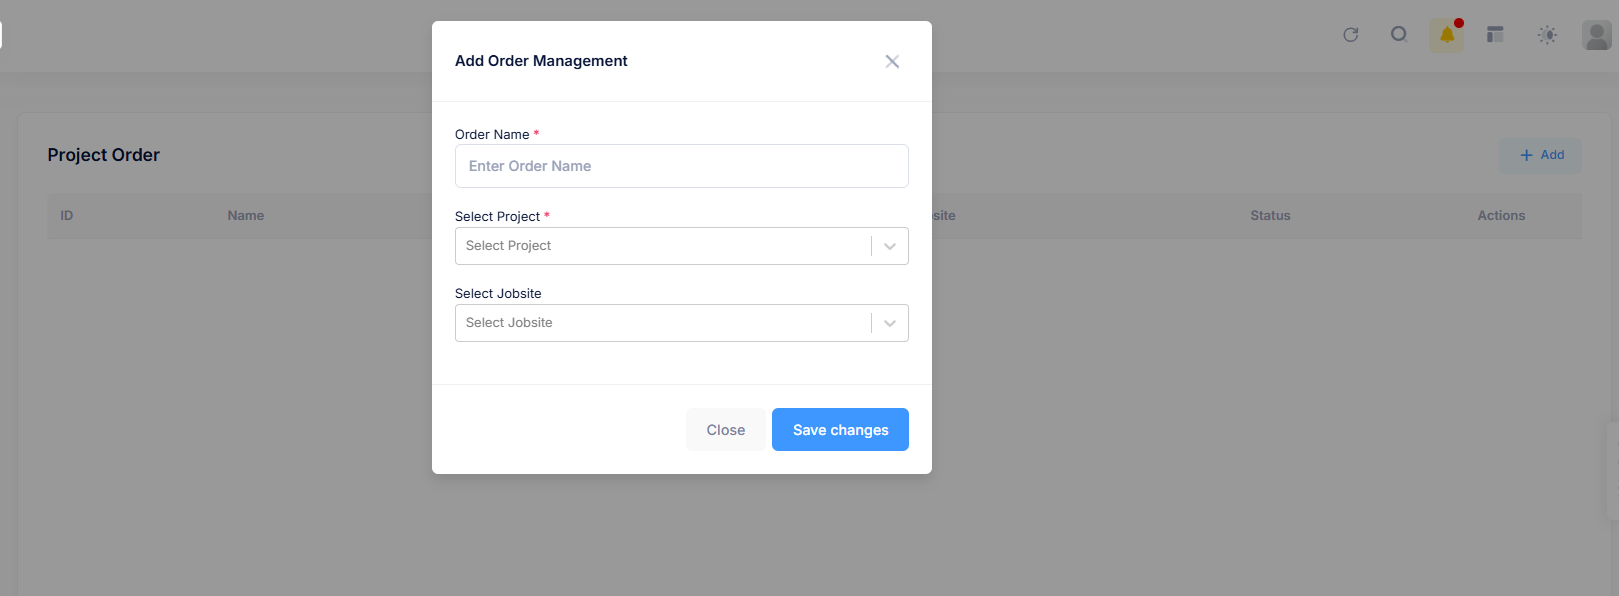 Add Order Management
Order Name *
Enter Order Name
Select Project *
Select Project
Select Jobsite
Select Jobsite
Close
Save changes
Project Order
+ Add
ID Name site Status Actions